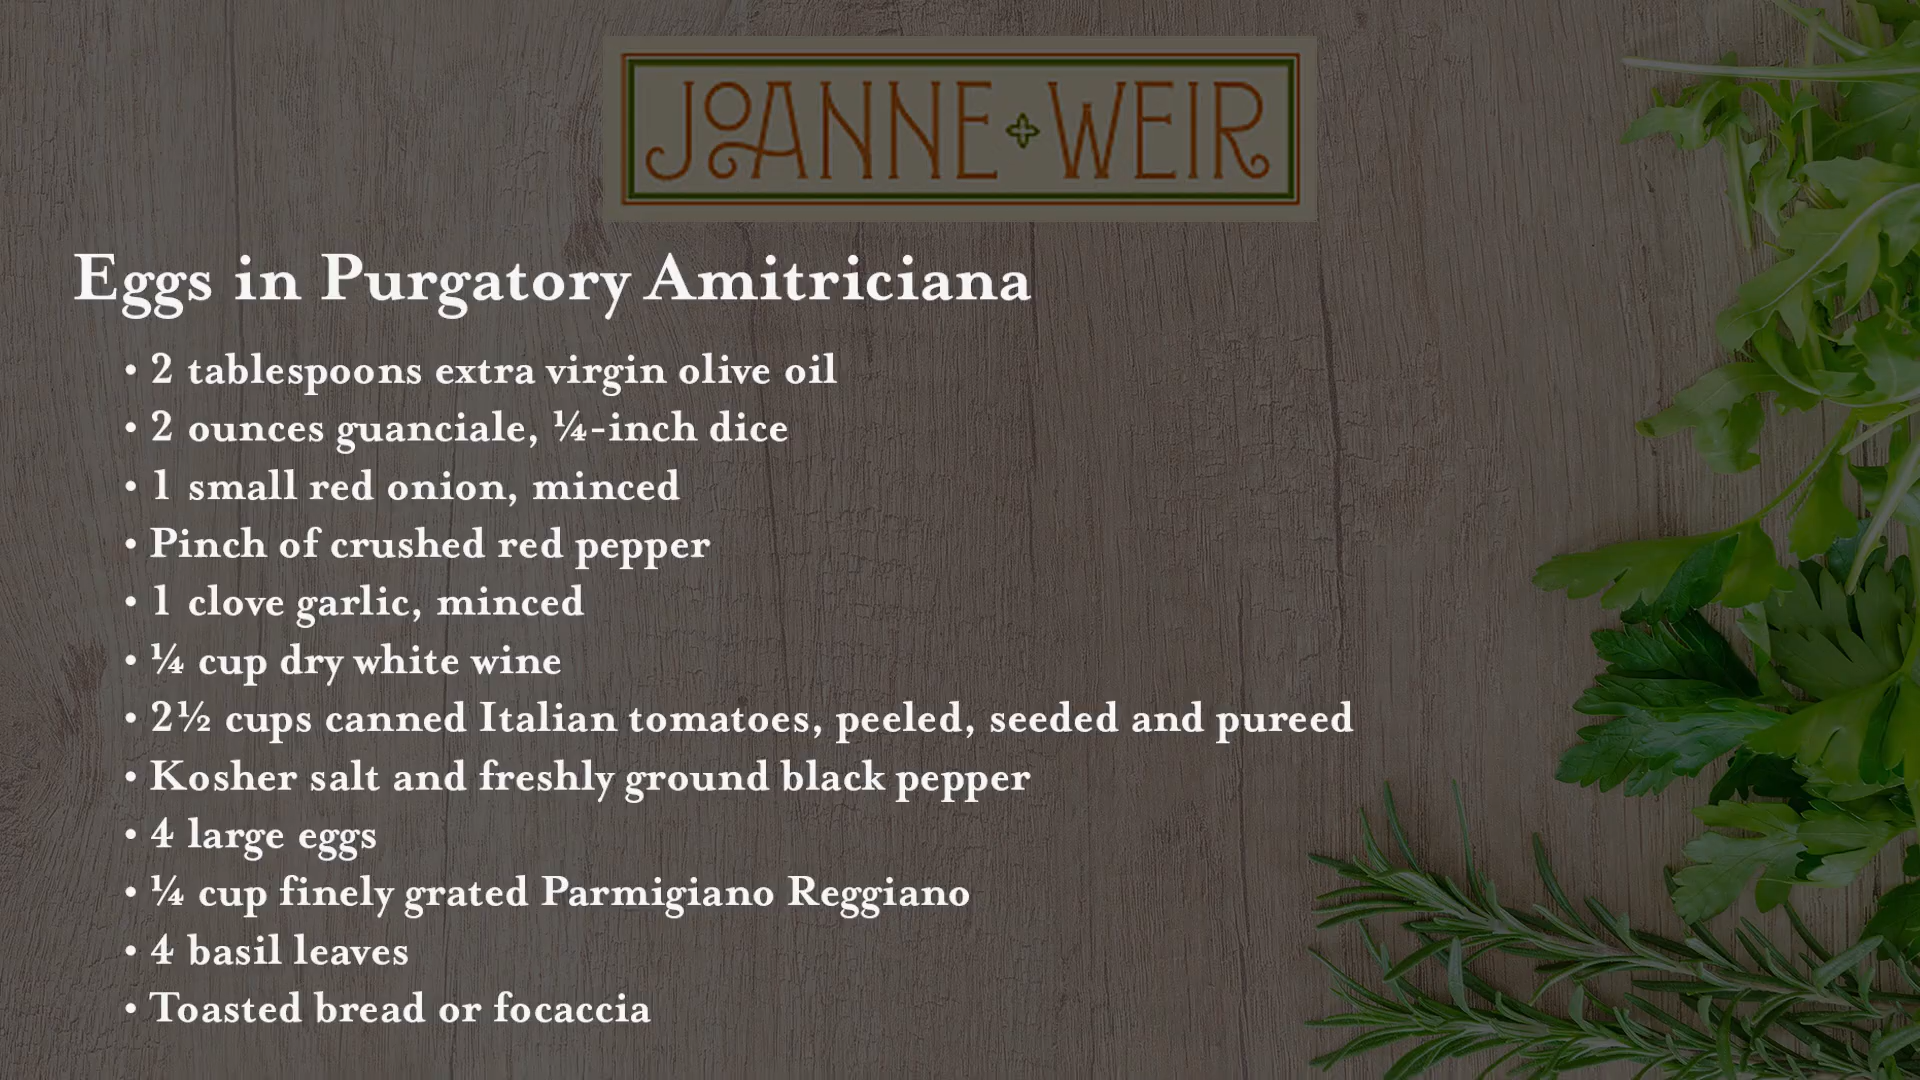 JOANNE WEIR
Eggs in Purgatory Amitriciana
• 2 tablespoons extra virgin olive oil
• 2 ounces guanciale, ¼-inch dice
• 1 small red onion, minced
• Pinch of crushed red pepper
• 1 clove garlic, minced
• ¼ cup dry white wine
• 2½ cups canned Italian tomatoes, peeled, seeded and pureed
• Kosher salt and freshly ground black pepper
• 4 large eggs
• ¼ cup finely grated Parmigiano Reggiano
• 4 basil leaves
• Toasted bread or focaccia